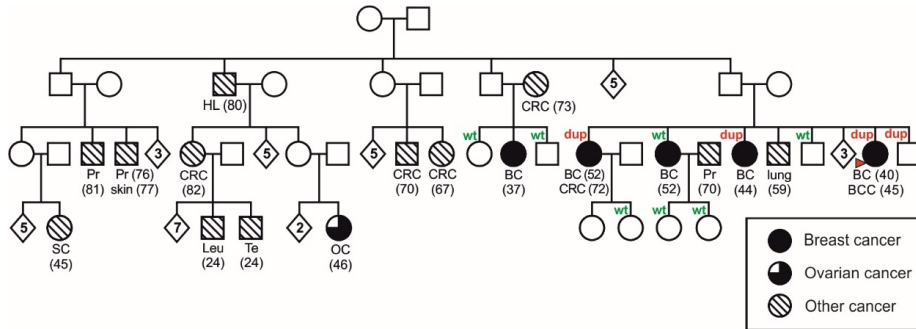 5
HL (80)
CRC (73)
wt
wt
dup
wt
dup
wt
dup dup
Pr
(81)
Pr (76)
skin (77)
3
CRC
(82)
5
5
CRC
(70)
CRC
(67)
BC
(37)
BC (52)
CRC (72)
BC
(52)
Pr
(70)
BC
(44)
lung
(59)
3
BC (40)
BCC (45)
5
SC
(45)
7
Leu
(24)
Te
(24)
2
OC
(46)
wt
wt
wt
Breast cancer
Ovarian cancer
Other cancer